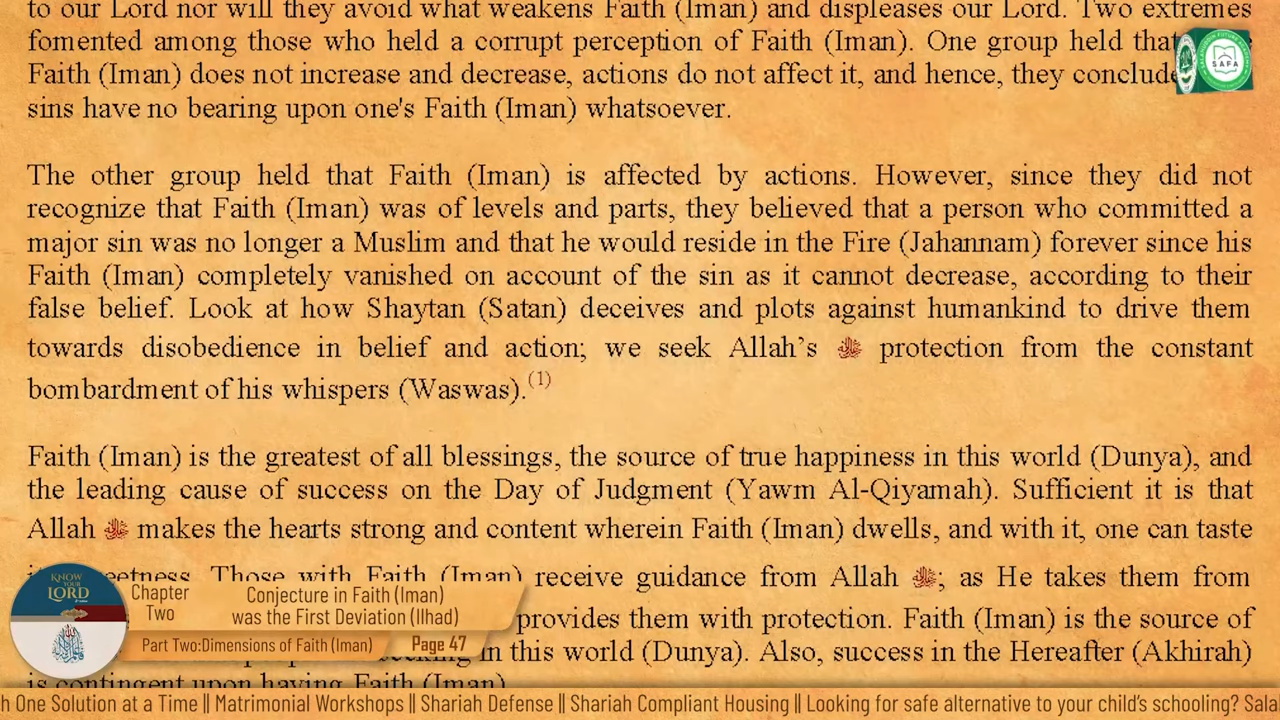 to our Lord nor will they avoid what weakens Faith (Iman) and displeases our Lord. Two extremes
fomented among those who held a corrupt perception of Faith (Iman). One group held that
Faith (Iman) does not increase and decrease, actions do not affect it, and hence, they conclude
sins have no bearing upon one's Faith (Iman) whatsoever.
SAFA
The other group held that Faith (Iman) is affected by actions. However, since they did not
recognize that Faith (Iman) was of levels and parts, they believed that a person who committed a
major sin was no longer a Muslim and that he would reside in the Fire (Jahannam) forever since his
Faith (Iman) completely vanished on account of the sin as it cannot decrease, according to their
false belief. Look at how Shaytan (Satan) deceives and plots against humankind to drive them
towards disobedience in belief and action; we seek Allah’s ﷻ protection from the constant
bombardment of his whispers (Waswas).(1)
Faith (Iman) is the greatest of all blessings, the source of true happiness in this world (Dunya), and
the leading cause of success on the Day of Judgment (Yawm Al-Qiyamah). Sufficient it is that
Allah ﷻ makes the hearts strong and content wherein Faith (Iman) dwells, and with it, one can taste
Those with Faith (Iman) receive guidance from Allah ﷻ; as He takes them from
provides them with protection. Faith (Iman) is the source of
in this world (Dunya). Also, success in the Hereafter (Akhirah)
is contingent upon having Faith (Iman).
KNOW
YOUR
LORD
Chapter
Two
Conjecture in Faith (Iman)
was the First Deviation (Ilhad)
Part Two:Dimensions of Faith (Iman)
Page 47
One Solution at a Time || Matrimonial Workshops || Shariah Defense || Shariah Compliant Housing || Looking for safe alternative to your child's schooling?